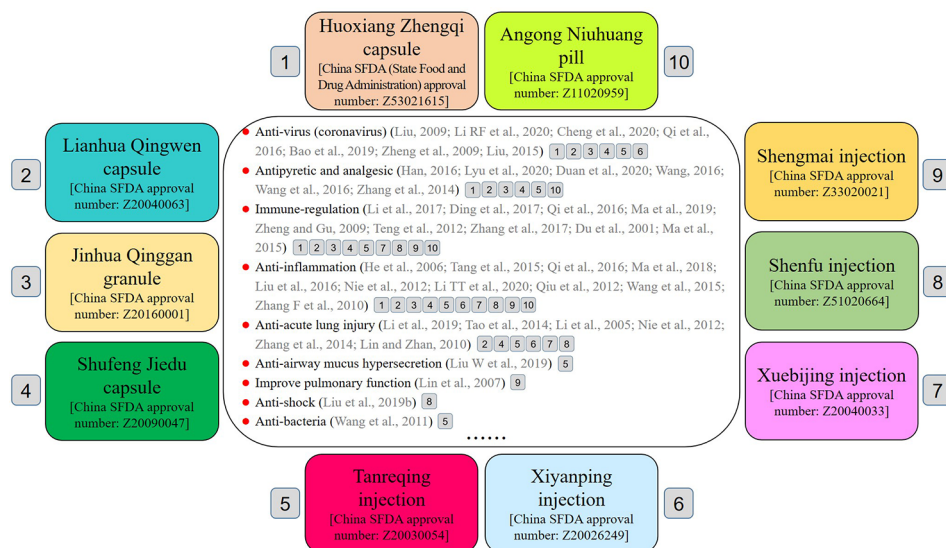 1
Huoxiang Zhengqi
capsule
[China SFDA (State Food and
Drug Administration) approval
number: Z53021615]
Angong Niuhuang
pill
[China SFDA approval
number: Z11020959]
10
2
Lianhua Qingwen
capsule
[China SFDA approval
number: Z20040063]
3
Jinhua Qinggan
granule
[China SFDA approval
number: Z20160001]
4
Shufeng Jiedu
capsule
[China SFDA approval
number: Z20090047]
Anti-virus (coronavirus) (Liu, 2009; Li RF et al., 2020; Cheng et al., 2020; Qi et al.,
2016; Bao et al., 2019; Zheng et al., 2009; Liu, 2015) 1 2 3 4 5 6
Antipyretic and analgesic (Han, 2016; Lyu et al., 2020; Duan et al., 2020; Wang, 2016;
Wang et al., 2016; Zhang et al., 2014) 1 2 3 4 5 10
Immune-regulation (Li et al., 2017; Ding et al., 2017; Qi et al., 2016; Ma et al., 2019;
Zheng and Gu, 2009; Teng et al., 2012; Zhang et al., 2017; Du et al., 2001; Ma et al.,
2015) 1 2 3 4 5 7 8 9 10
Anti-inflammation (He et al., 2006; Tang et al., 2015; Qi et al., 2016; Ma et al., 2018;
Liu et al., 2016; Nie et al., 2012; Li TT et al., 2020; Qiu et al., 2012; Wang et al., 2015;
Zhang F et al., 2010) 1 2 3 4 5 6 7 8 9 10
Anti-acute lung injury (Li et al., 2019; Tao et al., 2014; Li et al., 2005; Nie et al., 2012;
Zhang et al., 2014; Lin and Zhan, 2010) 2 4 5 6 7 8
Anti-airway mucus hypersecretion (Liu W et al., 2019) 5
Improve pulmonary function (Lin et al., 2007) 9
Anti-shock (Liu et al., 2019b) 8
Anti-bacteria (Wang et al., 2011) 5
......
Shengmai injection
[China SFDA approval
number: Z33020021]
9
Shenfu injection
[China SFDA approval
number: Z51020664]
8
Xuebijing injection
[China SFDA approval
number: Z20040033]
7
5
Tanreqing
injection
[China SFDA approval
number: Z20030054]
Xiyanping
injection
[China SFDA approval
number: Z20026249]
6